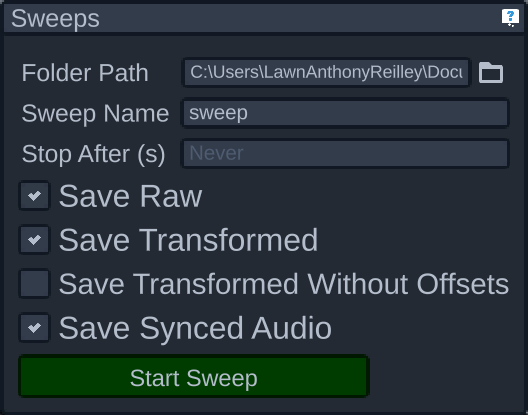 Sweeps
?
Folder Path C:\Users\LawnAnthonyReilley\Docu
Sweep Name sweep
Stop After (s) Never
Save Raw
Save Transformed
Save Transformed Without Offsets
Save Synced Audio
Start Sweep